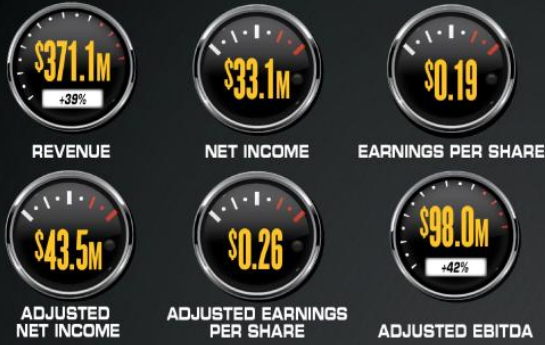 $371.1M
+39%
REVENUE
$33.1M
NET INCOME
$0.19
EARNINGS PER SHARE
$43.5M
ADJUSTED
NET INCOME
$0.26
ADJUSTED EARNINGS
PER SHARE
$98.0M
+42%
ADJUSTED EBITDA